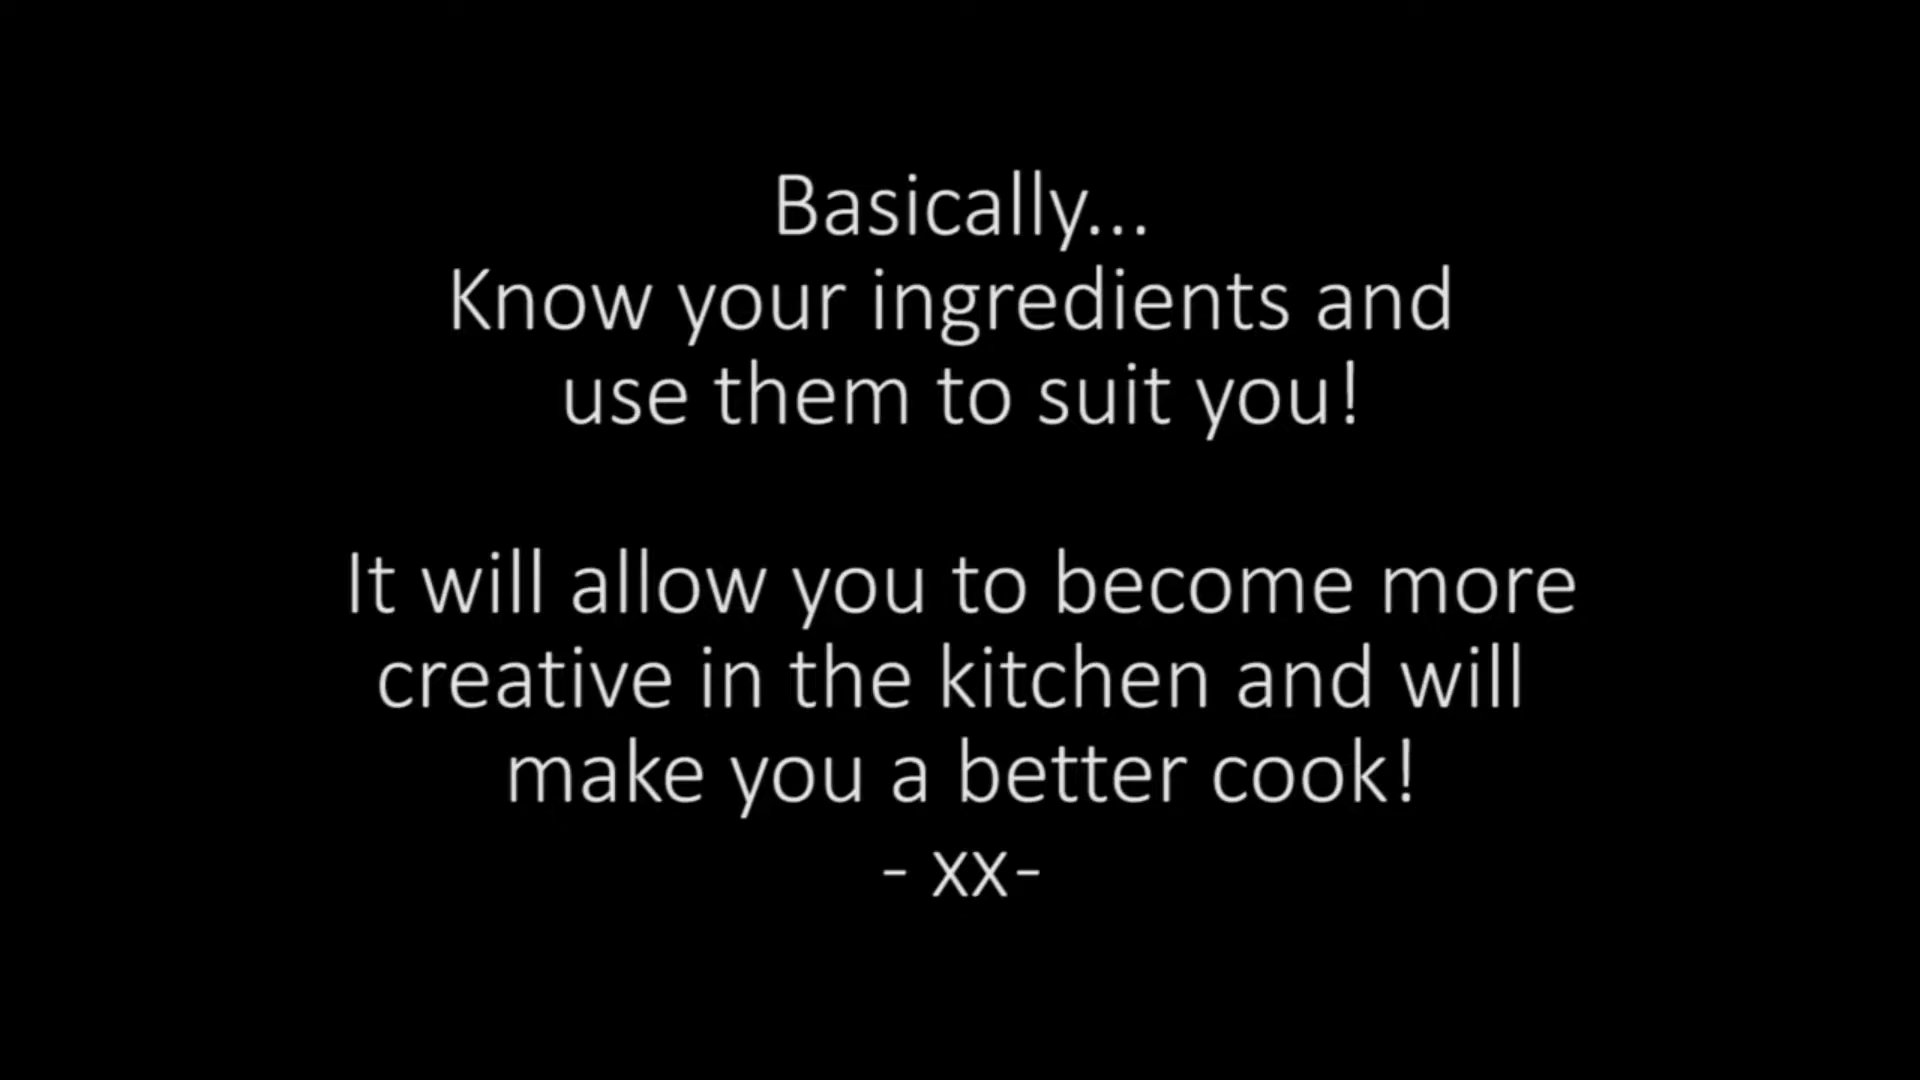 Basically...
Know your ingredients and
use them to suit you!
It will allow you to become more
creative in the kitchen and will
make you a better cook!
- xx-